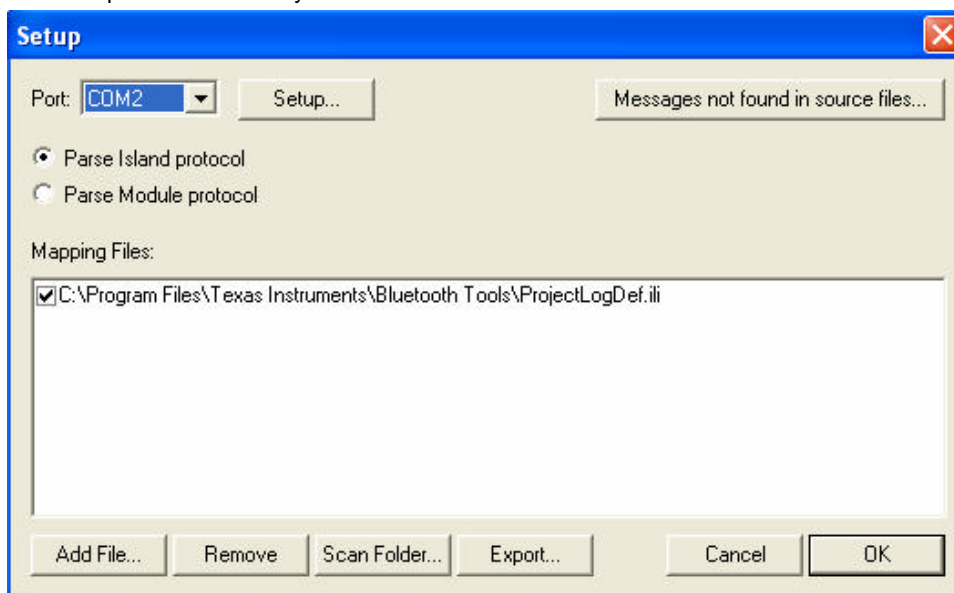 Setup
Port: COM2 Setup... Messages not found in source files...
Parse Island protocol
Parse Module protocol
Mapping Files:
C:\Program Files\Texas Instruments\Bluetooth Tools\ProjectLogDef.ili
Add File... Remove Scan Folder... Export... Cancel OK